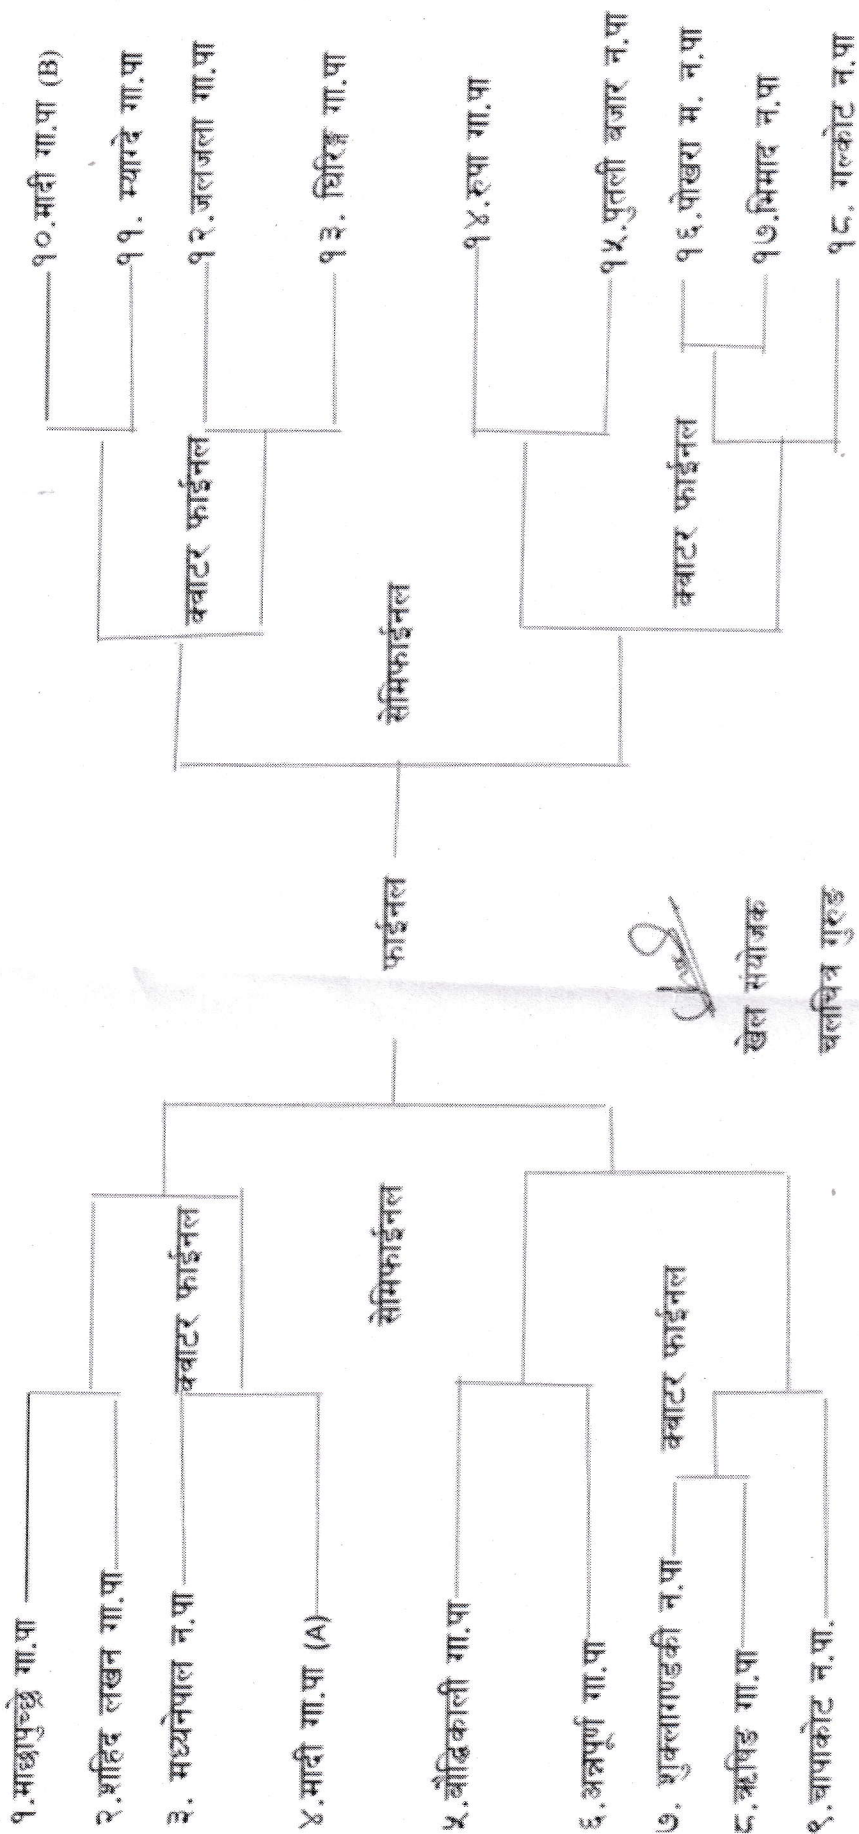 १.माछापुच्छ्रे गा.पा
२.शहिद लखन गा.पा
३. मध्यनेपाल न.पा
४.मादी गा.पा (A)
५.बौद्धिकाली गा.पा
६.अन्नपूर्ण गा.पा
७. शुक्लागण्डकी न.पा
८.ऋषिङ गा.पा
९.चापाकोट न.पा.
क्वाटर फाईनल
क्वाटर फाईनल
सेमिफाईनल
फाईनल
सेमिफाईनल
क्वाटर फाईनल
क्वाटर फाईनल
१०.मादी गा.पा (B)
११. म्याग्दे गा.पा
१२.जलजला गा.पा
१३. घिरिङ्ग गा.पा
१४.रुपा गा.पा
१५.पुतली बजार न.पा
१६.पोखरा म. न.पा
१७.भिमाद न.पा
१८. गल्कोट न.पा
खेल संयोजक
चलचित्र गुरुङ